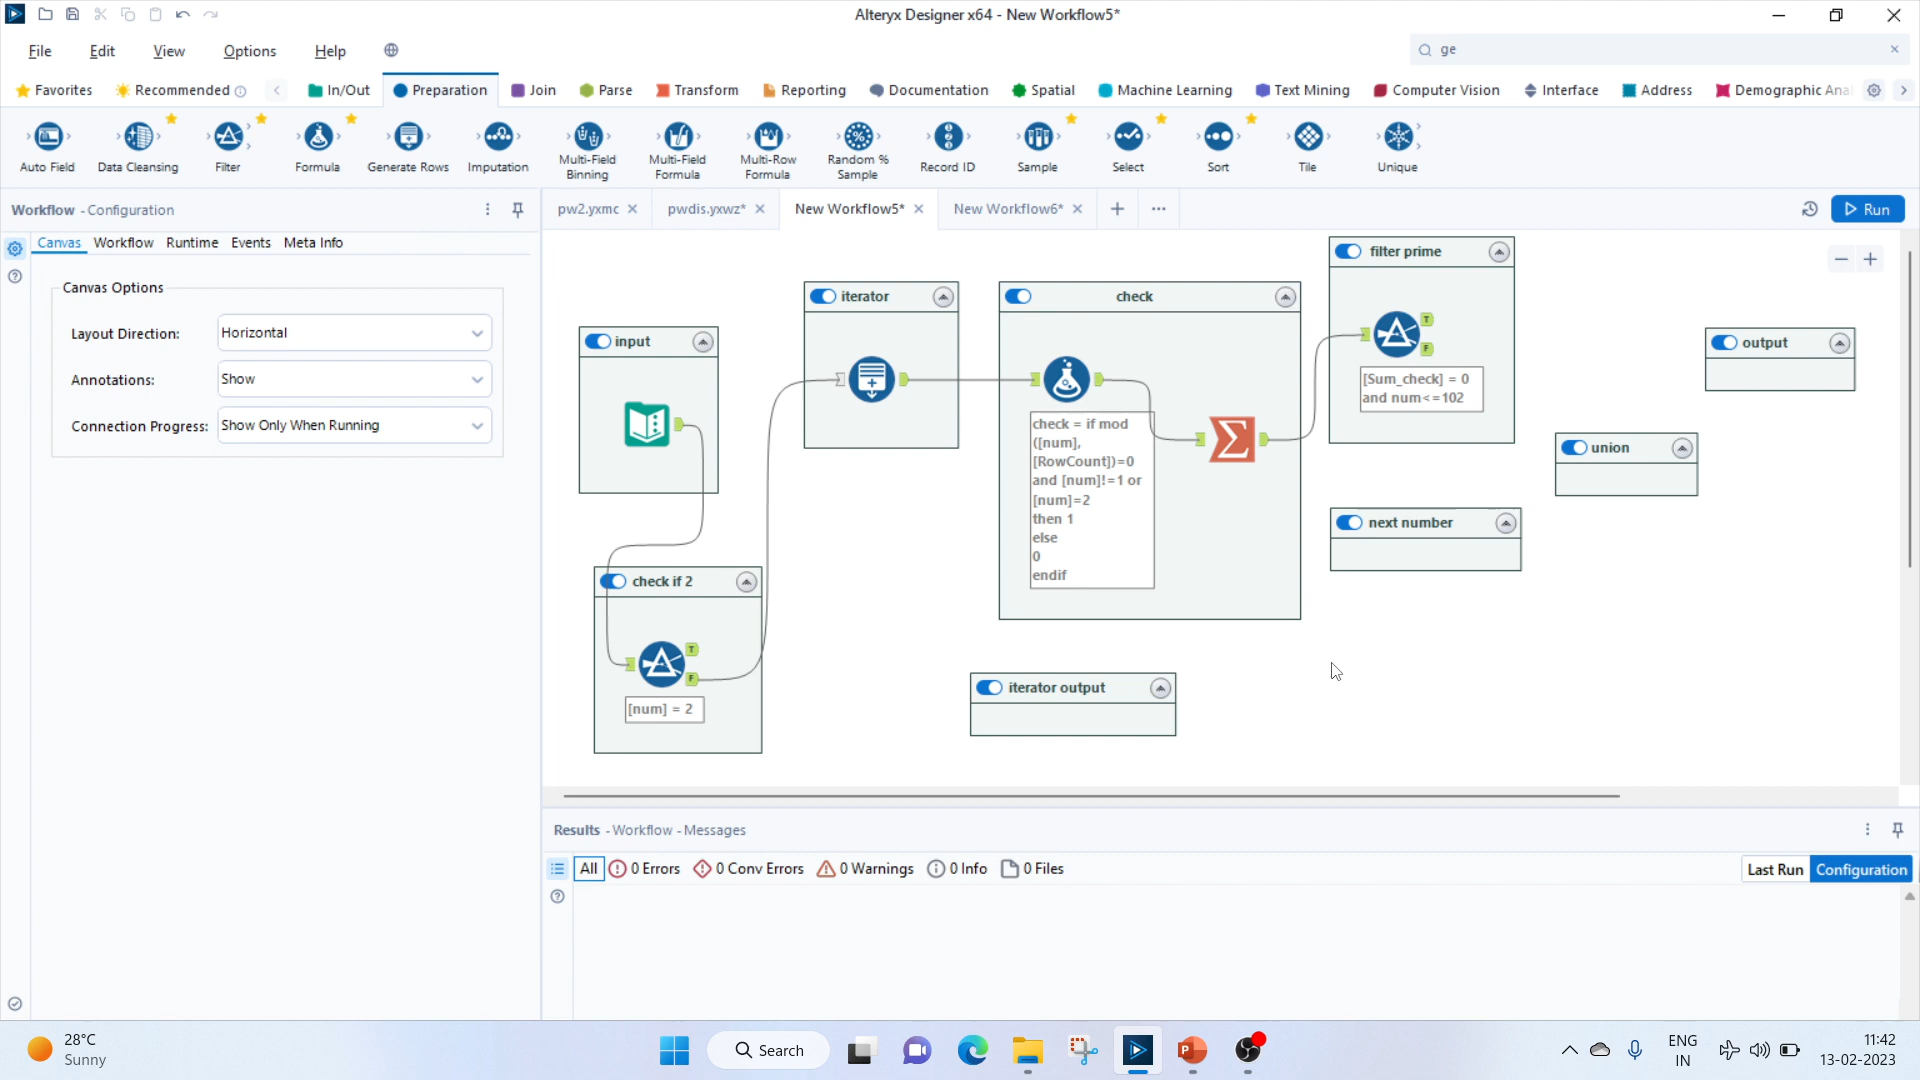 Alteryx Designer x64 - New Workflow5*
File Edit View Options Help
ge
Favorites Recommended In/Out Preparation Join Parse Transform Reporting Documentation Spatial Machine Learning Text Mining Computer Vision Interface Address Demographic Ana
Auto Field Data Cleansing Filter Formula Generate Rows Imputation Multi-Field Binning Multi-Field Formula Multi-Row Formula Random % Sample Record ID Sample Select Sort Tile Unique
Workflow - Configuration
pw2.yxmc pwdis.yxwz* New Workflow5* New Workflow6* Run
Canvas Workflow Runtime Events Meta Info
Canvas Options
Layout Direction: Horizontal
Annotations: Show
Connection Progress: Show Only When Running
input
check if 2
T
F
[num] = 2
iterator
check
check = if mod
([num],
[RowCount])=0
and [num]!=1 or
[num]=2
then 1
else
0
endif
iterator output
filter prime
T
F
[Sum_check] = 0
and num<=102
next number
union
output
Results - Workflow - Messages
All 0 Errors 0 Conv Errors 0 Warnings 0 Info 0 Files
Last Run Configuration
28°C
Sunny
Search
ENG
IN
11:42
13-02-2023